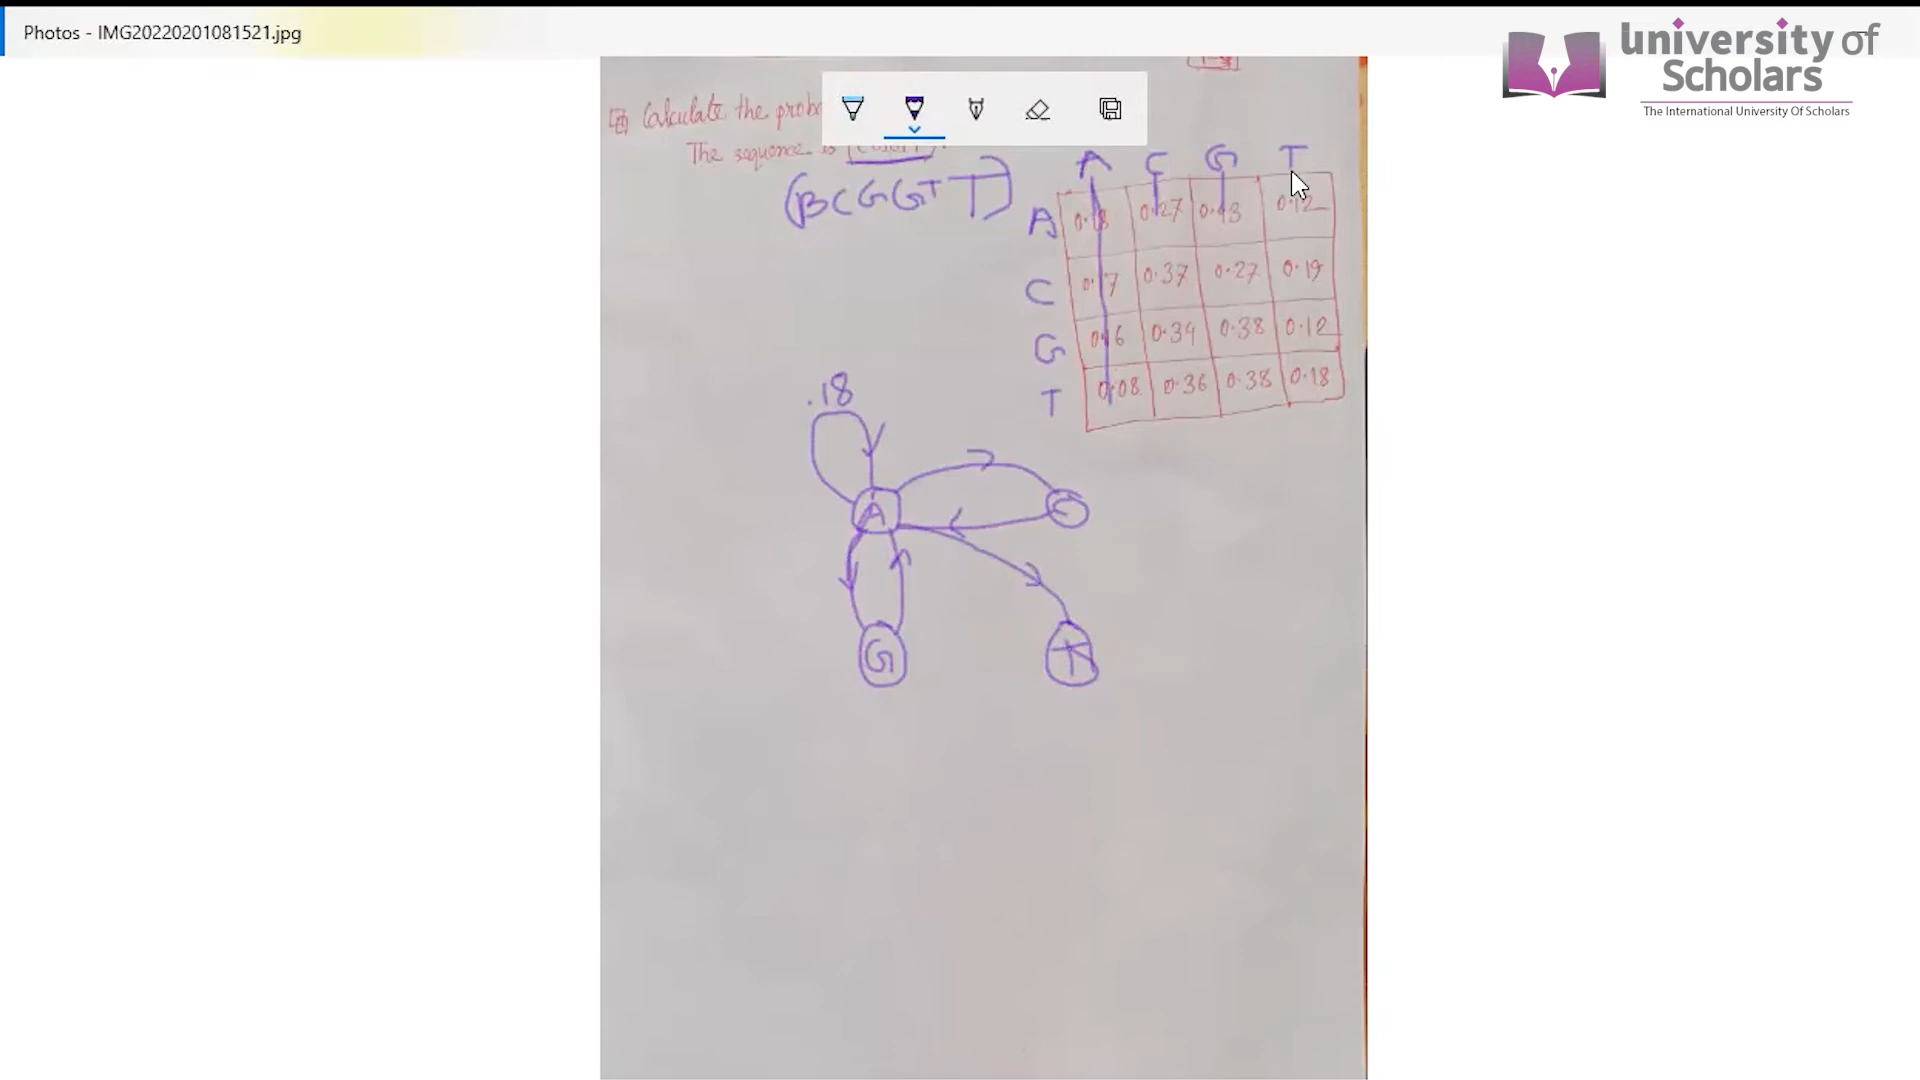 Photos - IMG20220201081521.jpg
university of
Scholars
The International University Of Scholars
Calculate the
The sequence is
(BCGGTT)
A C G T
A 0.18 0.27 0.43 0.12
C 0.17 0.37 0.27 0.19
G 0.16 0.34 0.38 0.12
T 0.08 0.36 0.38 0.18
.18
A
C
G
T